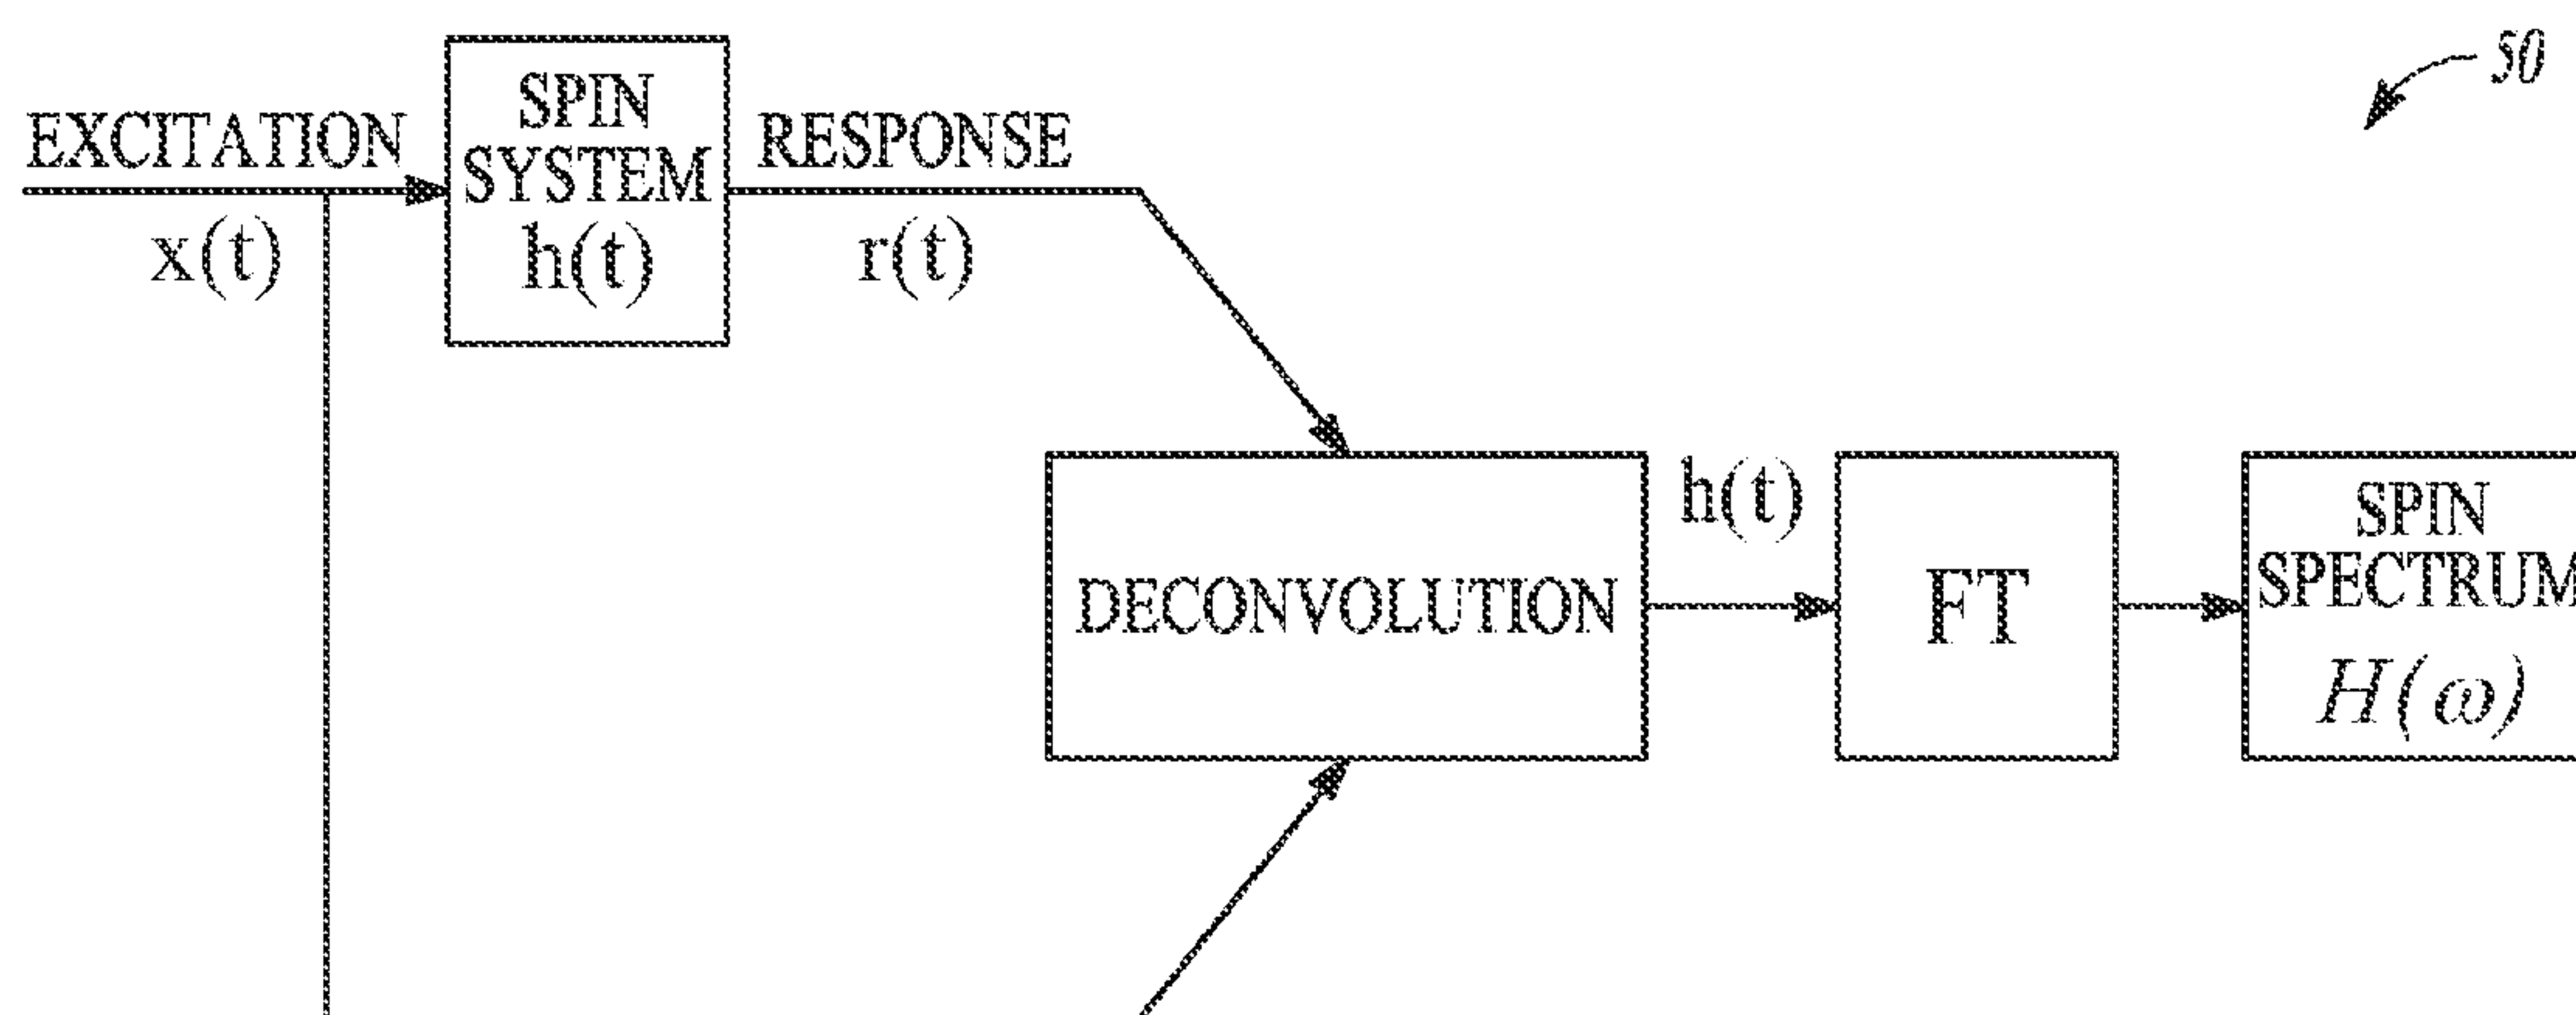 50
EXCITATION
x(t)
SPIN
SYSTEM
h(t)
RESPONSE
r(t)
DECONVOLUTION
h(t)
FT
SPIN
SPECTRUM
H(ω)